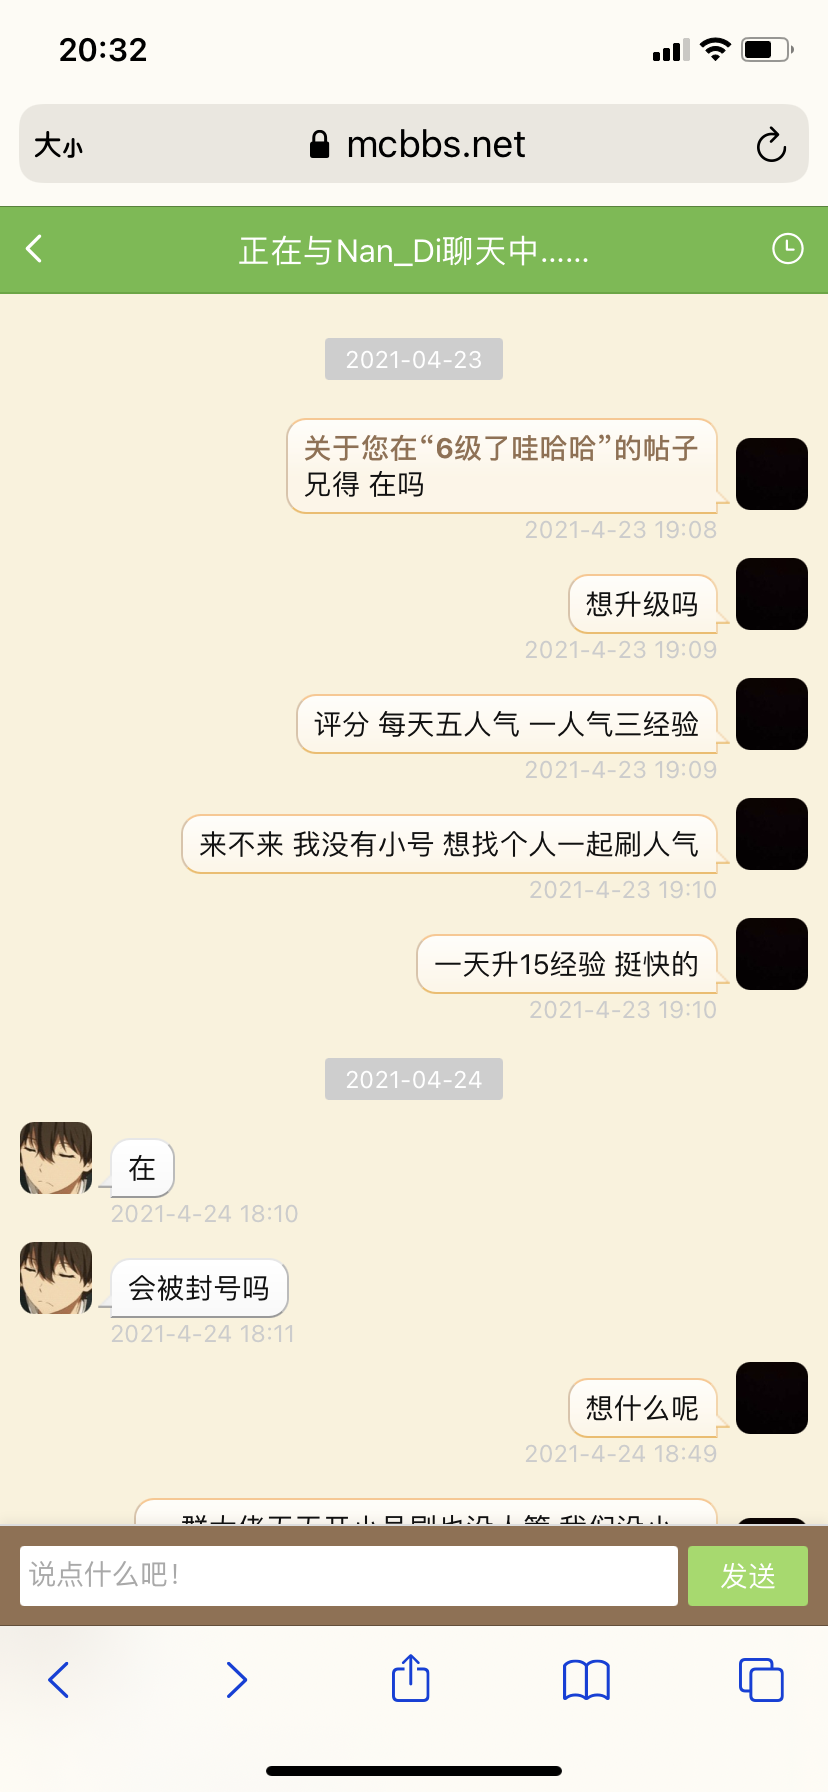 20:32
大小
mcbbs.net
正在与Nan_Di聊天中……
2021-04-23
关于您在“6级了哇哈哈”的帖子
兄得 在吗
2021-4-23 19:08
想升级吗
2021-4-23 19:09
评分 每天五人气 一人气三经验
2021-4-23 19:09
来不来 我没有小号 想找个人一起刷人气
2021-4-23 19:10
一天升15经验 挺快的
2021-4-23 19:10
2021-04-24
在
2021-4-24 18:10
会被封号吗
2021-4-24 18:11
想什么呢
2021-4-24 18:49
说点什么吧！
发送